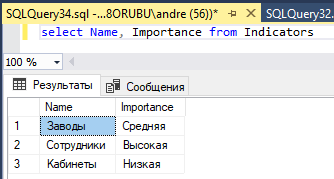 SQLQuery34.sql -...8ORUBU\andre (56))* SQLQuery32.
select Name, Importance from Indicators
100 %
Результаты Сообщения
Name Importance
1 Заводы Средняя
2 Сотрудники Высокая
3 Кабинеты Низкая